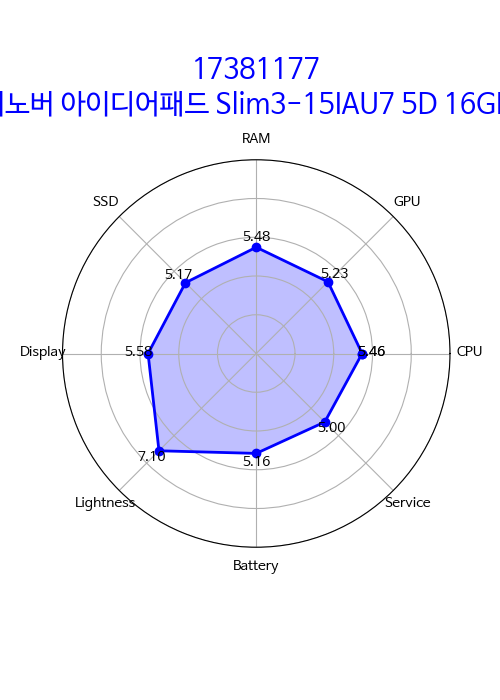 17381177
노버 아이디어패드 Slim3-15IAU7 5D 16G
RAM
SSD
GPU
5.48
5.17
5.23
Display
5.58
5.46
CPU
7.10
5.16
5.00
Lightness
Service
Battery